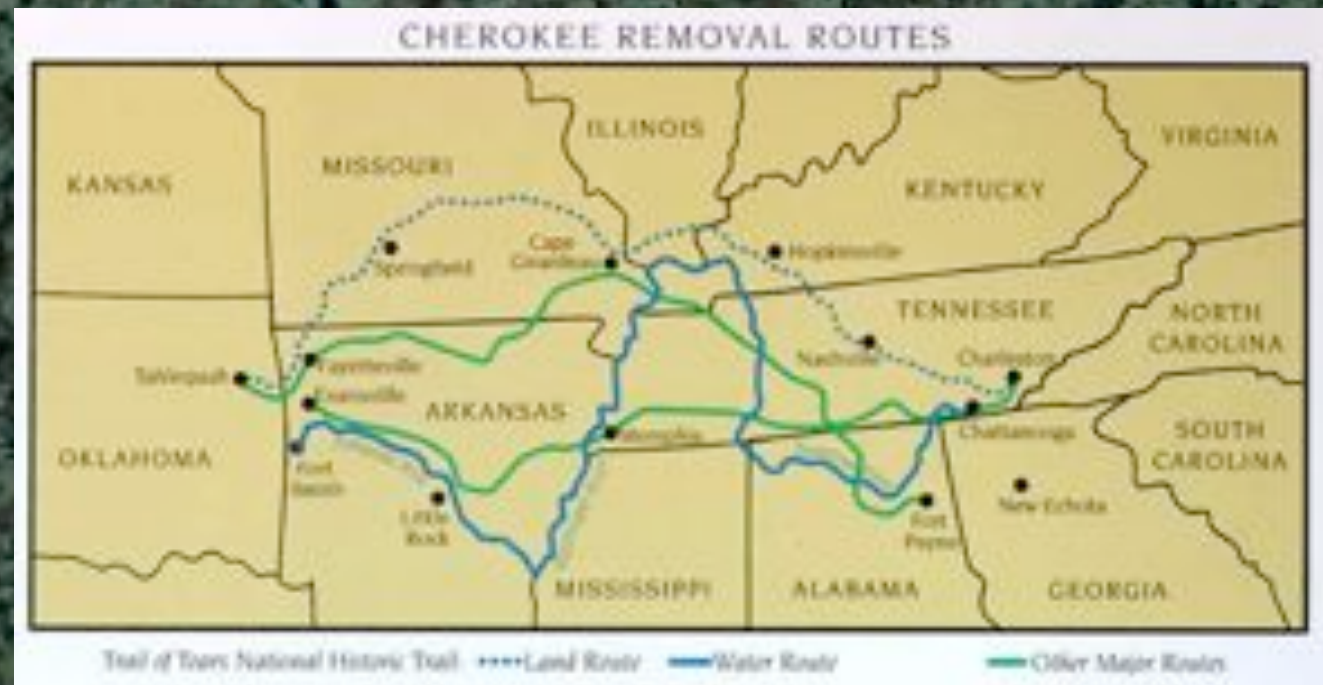 CHEROKEE REMOVAL ROUTES
ILLINOIS
VIRGINIA
MISSOURI
KANSAS
KENTUCKY
Cape
Girardeau
Hopkinsville
Springfield
TENNESSEE
NORTH
CAROLINA
Nashville
Charleston
Fayetteville
Tahlequah
Evansville
ARKANSAS
Memphis
Chattanooga
SOUTH
CAROLINA
OKLAHOMA
Fort
Smith
Little
Rock
New Echota
Fort
Payne
MISSISSIPPI
ALABAMA
GEORGIA
Trail of Tears National Historic Trail: Land Route Water Route Other Major Routes